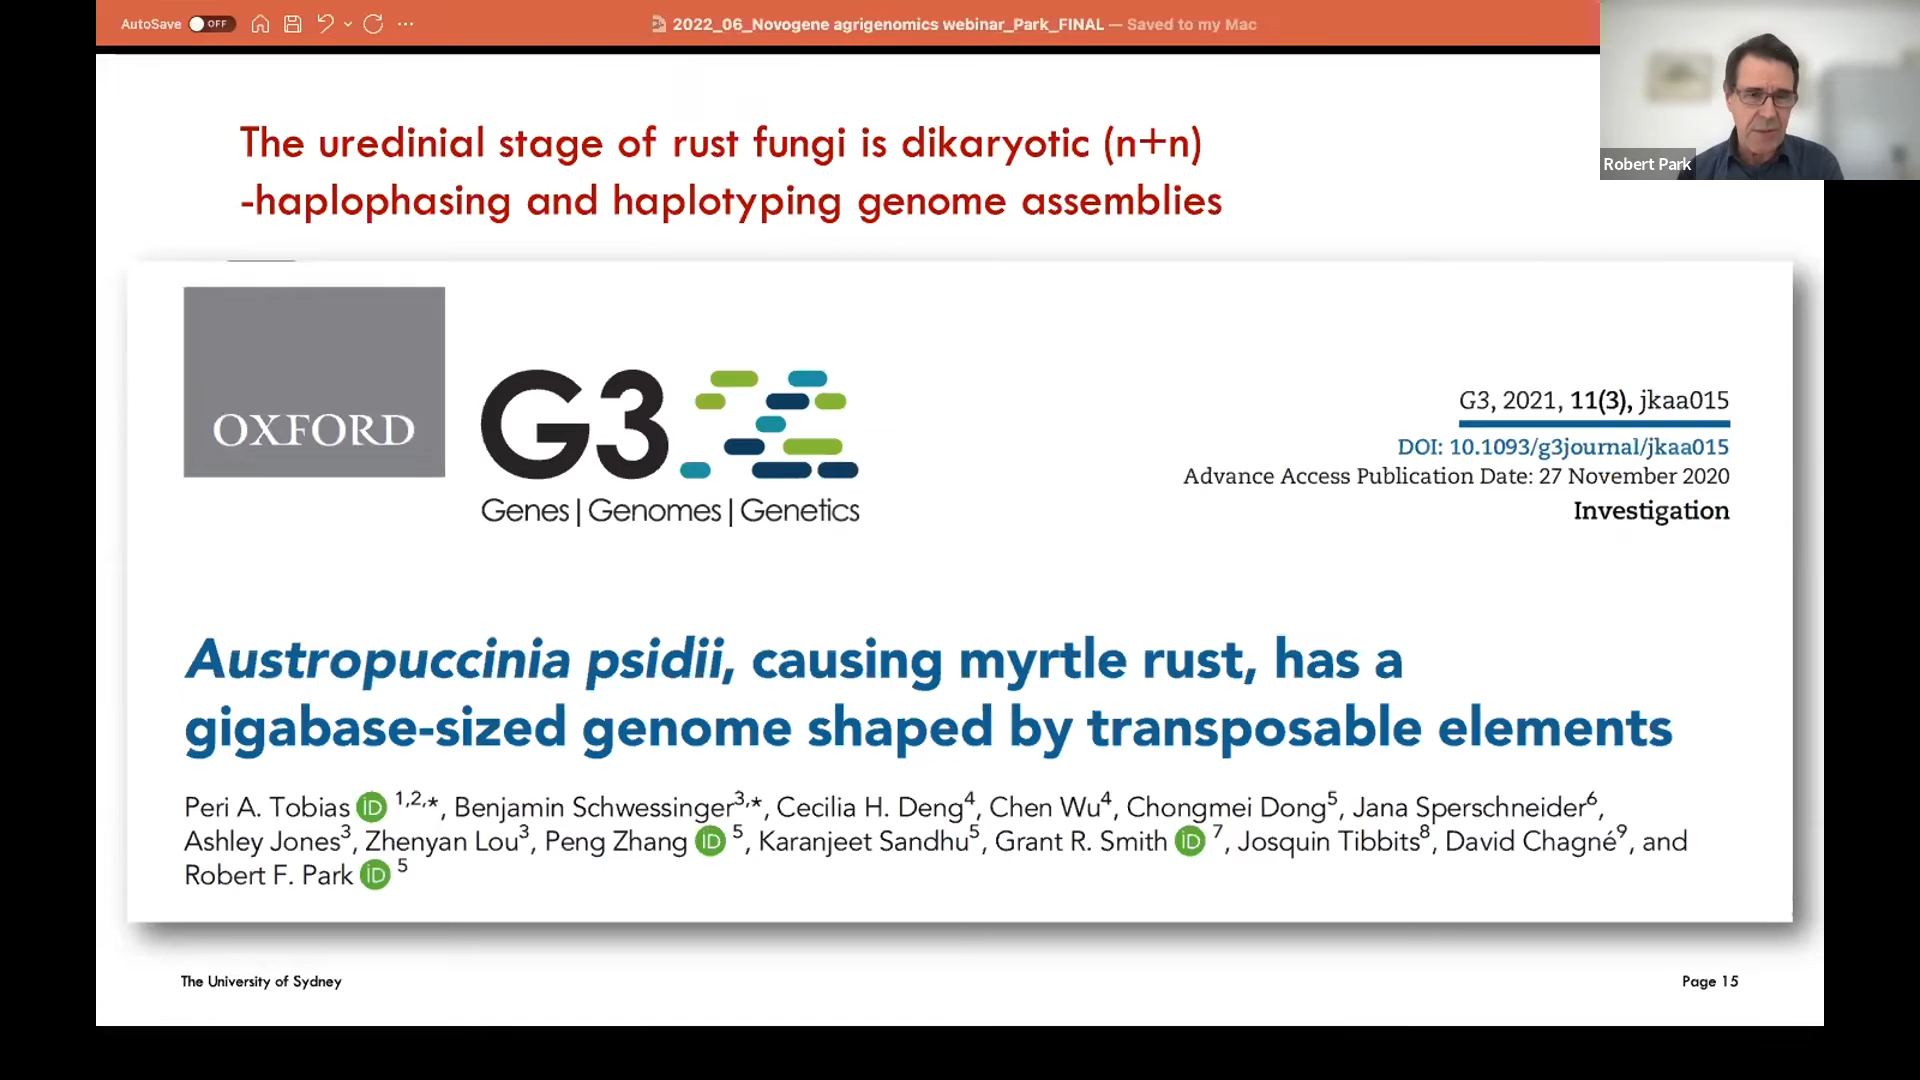 AutoSave OFF
2022_06_Novogene agrigenomics webinar_Park_FINAL — Saved to my Mac
Robert Park
The uredinial stage of rust fungi is dikaryotic (n+n)
-haplophasing and haplotyping genome assemblies
OXFORD
G3
Genes | Genomes | Genetics
G3, 2021, 11(3), jkaa015
DOI: 10.1093/g3journal/jkaa015
Advance Access Publication Date: 27 November 2020
Investigation
Austropuccinia psidii, causing myrtle rust, has a
gigabase-sized genome shaped by transposable elements
Peri A. Tobias iD 1,2,*, Benjamin Schwessinger3,*, Cecilia H. Deng4, Chen Wu4, Chongmei Dong5, Jana Sperschneider6,
Ashley Jones3, Zhenyan Lou3, Peng Zhang iD 5, Karanjeet Sandhu5, Grant R. Smith iD 7, Josquin Tibbits8, David Chagné9, and
Robert F. Park iD 5
The University of Sydney
Page 15